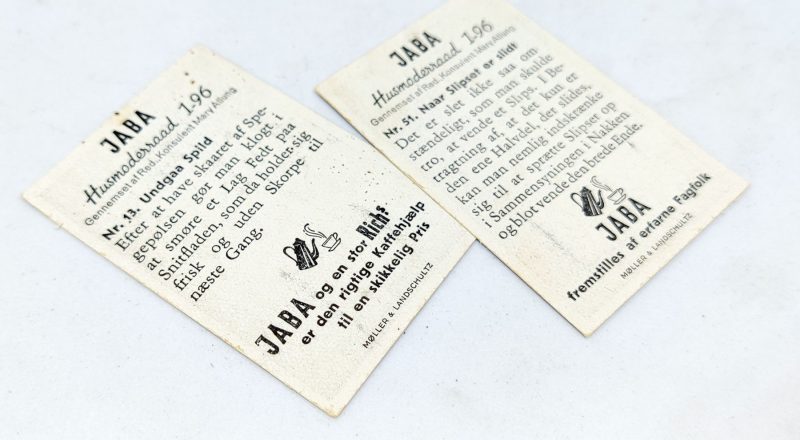 JABA
Husmoderraad 1-96
Gennemset af Red. Konsulent Mary Allung
Nr. 13. Undgaa Spild
Efter at have skaaret af Spe-
gepølsen gør man klogt i
at smøre et Lag Fedt paa
Snitfladen, som da holder sig
frisk og uden Skorpe til
næste Gang.
JABA og en stor Rich's
er den rigtige Kaffehjælp
til en skikkelig Pris
MØLLER & LANDSCHULTZ
JABA
Husmoderraad 1-96
Gennemset af Red. Konsulent Mary Allung
Nr. 51. Naar Slipset er slidt
Det er slet ikke saa om-
stændeligt, som man skulde
tro, at vende et Slips. I Be-
tragtning af, at det kun er
den ene Halvdel, der slides,
kan man nemlig indskrænke
sig til at sprætte Slipset op
i Sammensyningen i Nakken
og blot vende den brede Ende.
JABA
fremstilles af erfarne Fagfolk
MØLLER & LANDSCHULTZ